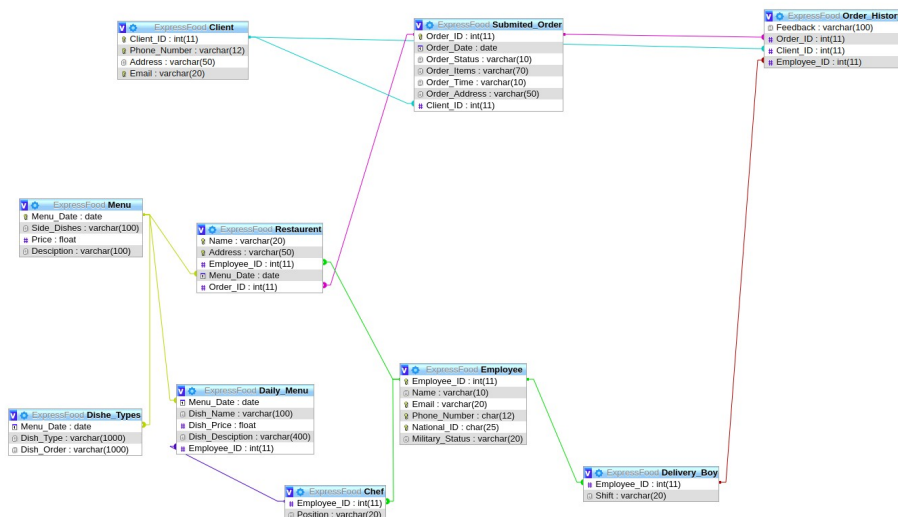 ExpressFood Client
Client_ID : int(11)
Phone_Number : varchar(12)
Address : varchar(50)
Email : varchar(20)
ExpressFood Submited_Order
Order_ID : int(11)
Order_Date : date
Order_Status : varchar(10)
Order_Items : varchar(70)
Order_Time : varchar(10)
Order_Address : varchar(50)
Client_ID : int(11)
ExpressFood Order_Histor
Feedback : varchar(100)
Order_ID : int(11)
Client_ID : int(11)
Employee_ID : int(11)
ExpressFood Menu
Menu_Date : date
Side_Dishes : varchar(100)
Price : float
Desciption : varchar(100)
ExpressFood Restaurent
Name : varchar(20)
Address : varchar(50)
Employee_ID : int(11)
Menu_Date : date
Order_ID : int(11)
ExpressFood Employee
Employee_ID : int(11)
Name : varchar(10)
Email : varchar(20)
Phone_Number : char(12)
National_ID : char(25)
Military_Status : varchar(20)
ExpressFood Dishe_Types
Menu_Date : date
Dish_Type : varchar(1000)
Dish_Order : varchar(1000)
ExpressFood Daily_Menu
Menu_Date : date
Dish_Name : varchar(100)
Dish_Price : float
Dish_Desciption : varchar(400)
Employee_ID : int(11)
ExpressFood Chef
Employee_ID : int(11)
Position : varchar(20)
ExpressFood Delivery_Boy
Employee_ID : int(11)
Shift : varchar(20)